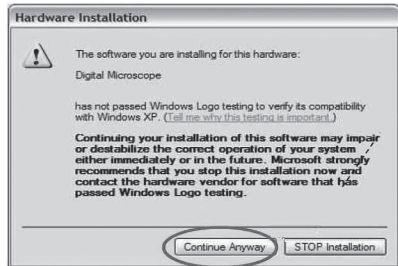 Hardware Installation
The software you are installing for this hardware:
Digital Microscope
has not passed Windows Logo testing to verify its compatibility
with Windows XP. (Tell me why this testing is important.)
Continuing your installation of this software may impair
or destabilize the correct operation of your system
either immediately or in the future. Microsoft strongly
recommends that you stop this installation now and
contact the hardware vendor for software that has
passed Windows Logo testing.
Continue Anyway
STOP Installation